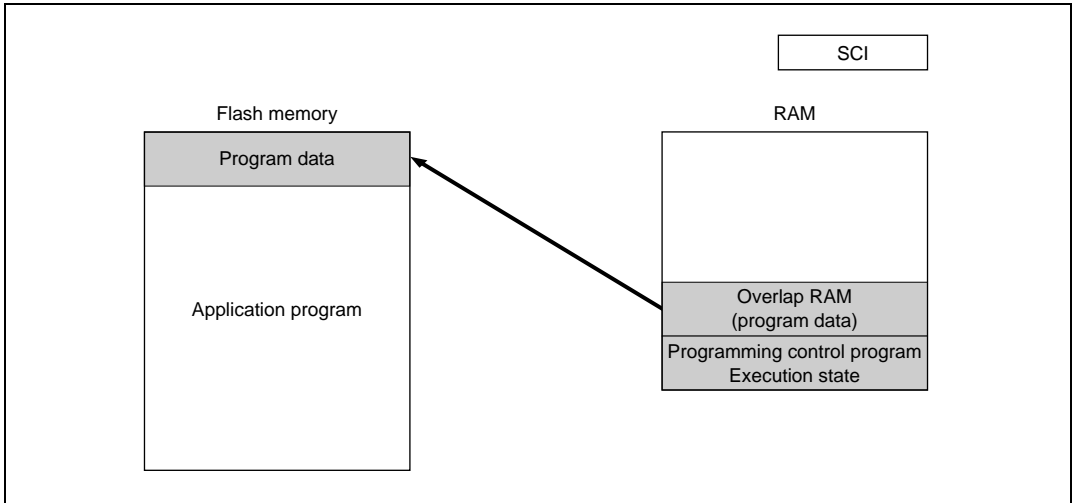 SCI
Flash memory
RAM
Program data
Application program
Overlap RAM
(program data)
Programming control program
Execution state